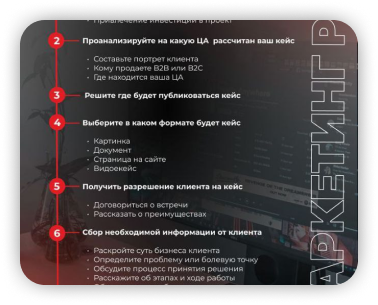 • Привлечение инвестиций в проект
2 Проанализируйте на какую ЦА рассчитан ваш кейс
• Составьте портрет клиента
• Кому продаете B2B или B2C
• Где находится ваша ЦА
3 Решите где будет публиковаться кейс
4 Выберите в каком формате будет кейс
• Картинка
• Документ
• Страница на сайте
• Видоекейс
5 Получить разрешение клиента на кейс
• Договориться о встречи
• Рассказать о преимуществах
6 Сбор необходимой информации от клиента
• Раскройте суть бизнеса клиента
• Определите проблему или болевую точку
• Обсудите процесс принятия решения
• Расскажите об этапах и ходе работы
АРКЕТИНГ Р